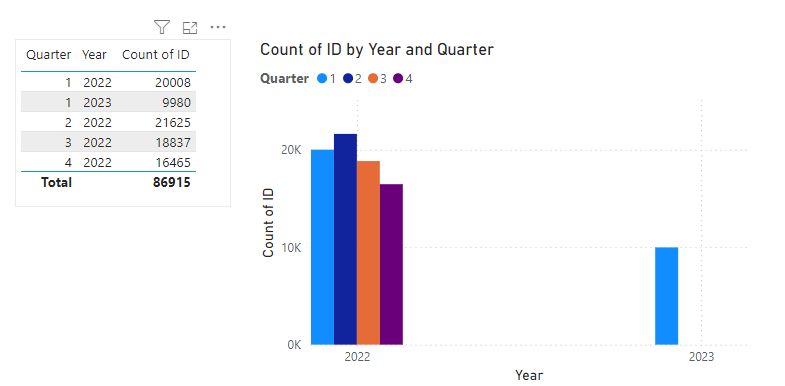 Quarter Year Count of ID
1 2022 20008
1 2023 9980
2 2022 21625
3 2022 18837
4 2022 16465
Total 86915
Count of ID by Year and Quarter
Quarter 1 2 3 4
Count of ID
20K
10K
0K
2022 2023
Year